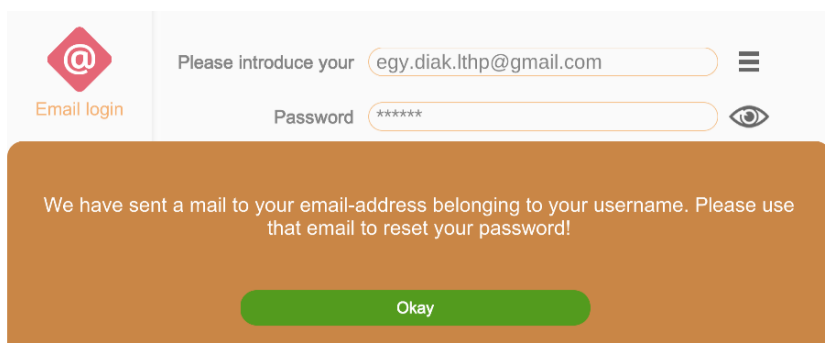 @
Email login
Please introduce your
egy.diak.lthp@gmail.com
Password
******
We have sent a mail to your email-address belonging to your username. Please use
that email to reset your password!
Okay